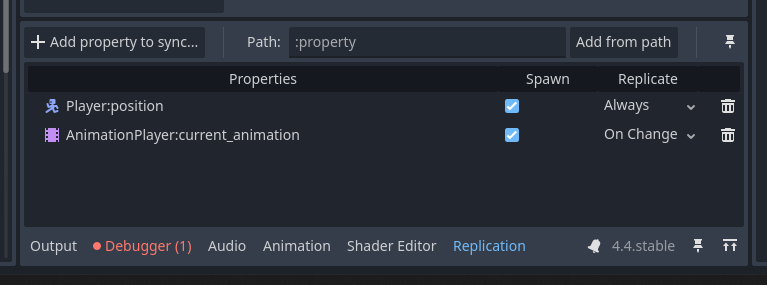 Add property to sync... Path: :property Add from path
Properties Spawn Replicate
Player:position Always
AnimationPlayer:current_animation On Change
Output Debugger (1) Audio Animation Shader Editor Replication 4.4.stable